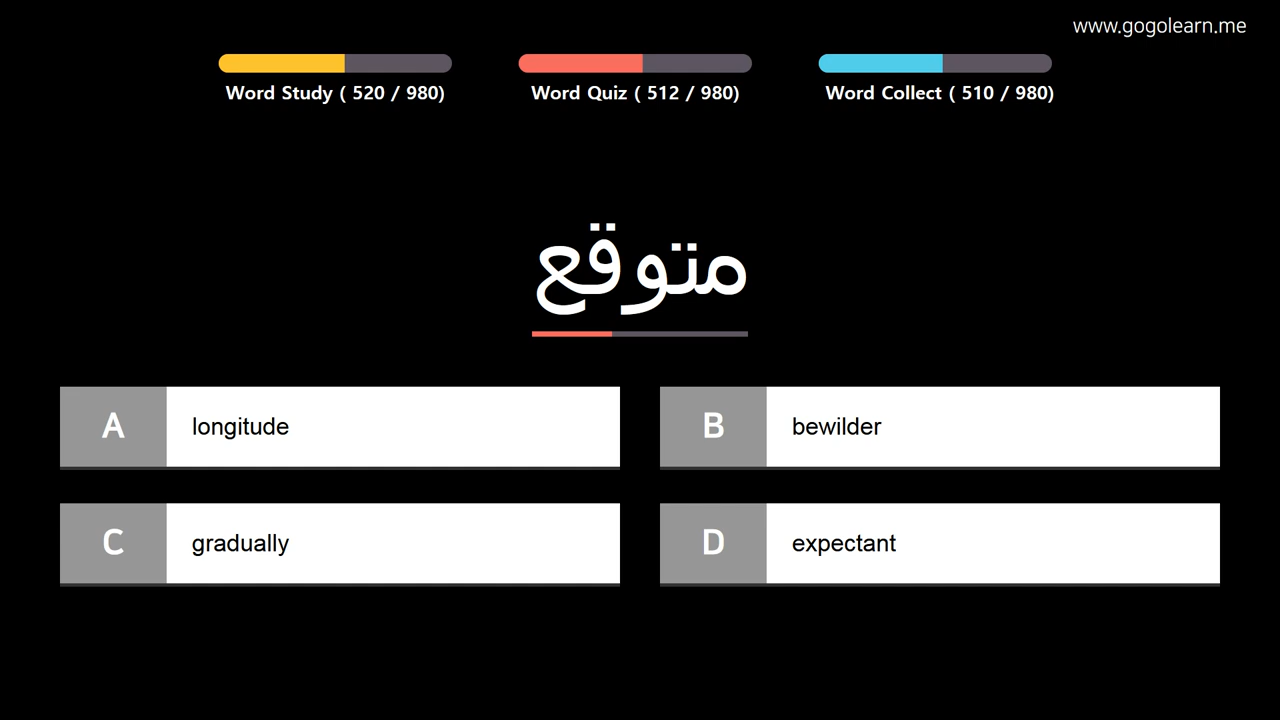 www.gogolearn.me
Word Study ( 520 / 980)
Word Quiz ( 512 / 980)
Word Collect ( 510 / 980)
متوقع
A longitude
B bewilder
C gradually
D expectant